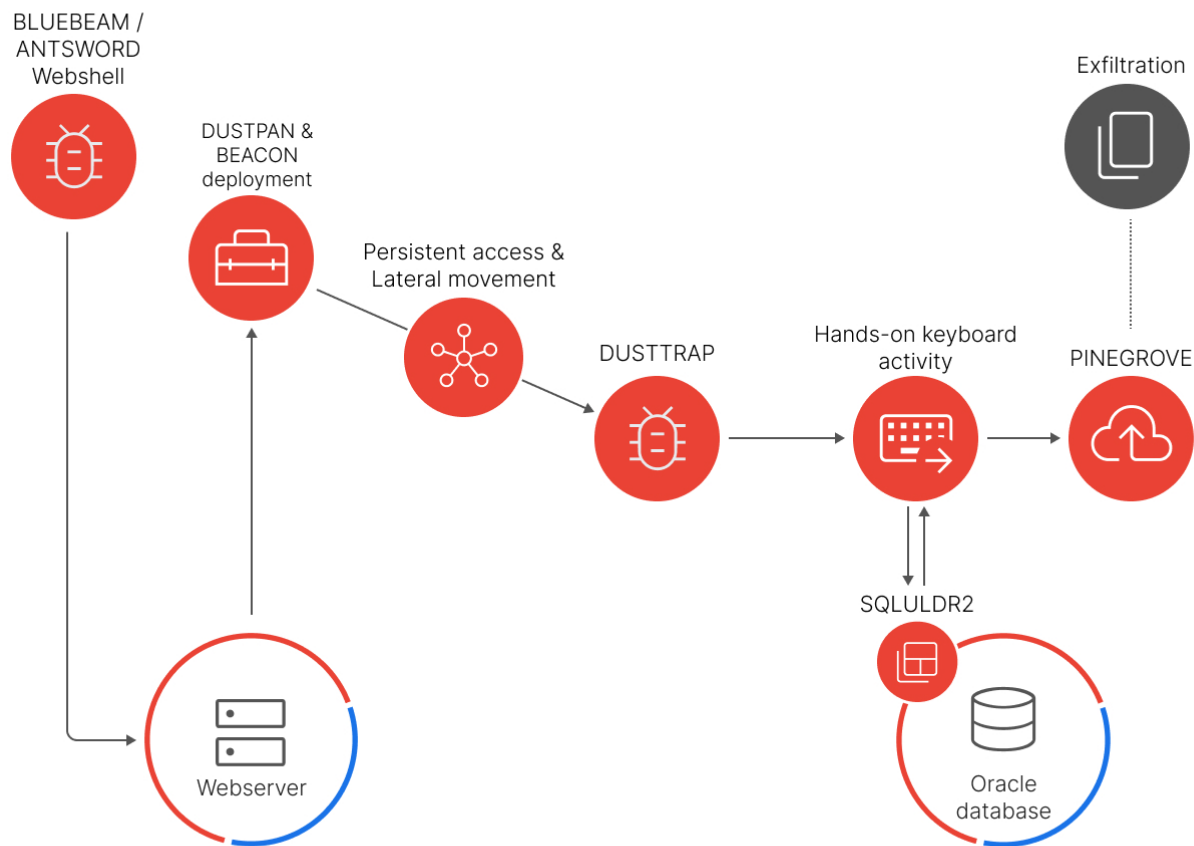 BLUEBEAM /
ANTSWORD
Webshell
DUSTPAN &
BEACON
deployment
Persistent access &
Lateral movement
DUSTTRAP
Hands-on keyboard
activity
Exfiltration
PINEGROVE
SQLULDR2
Webserver
Oracle
database